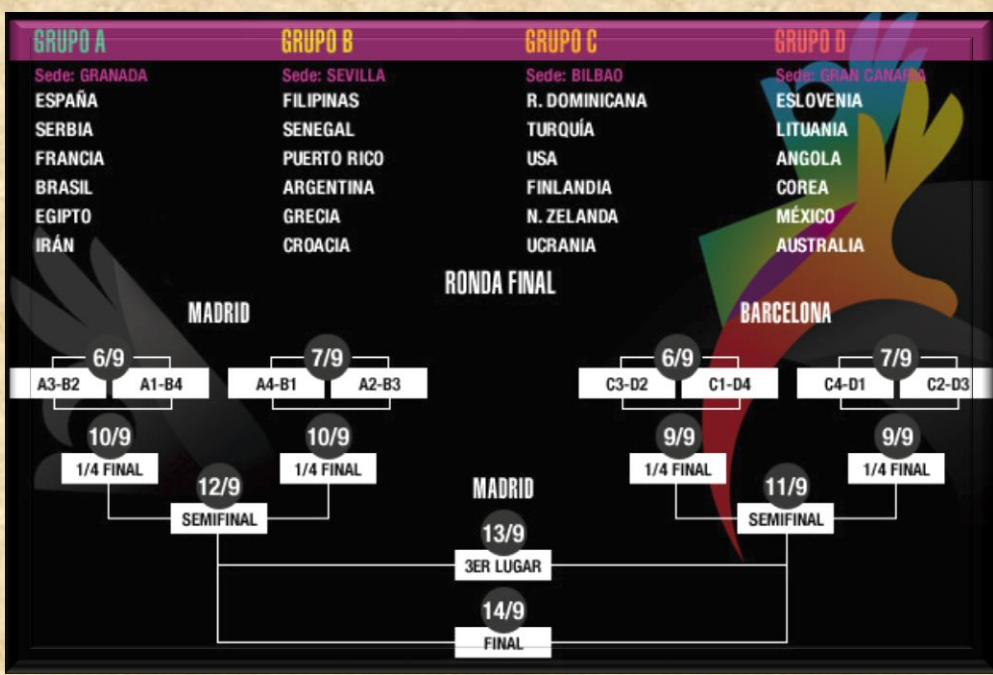 GRUPO A GRUPO B GRUPO C GRUPO D
Sede: GRANADA Sede: SEVILLA Sede: BILBAO Sede: GRAN CANARIA
ESPAÑA FILIPINAS R. DOMINICANA ESLOVENIA
SERBIA SENEGAL TURQUÍA LITUANIA
FRANCIA PUERTO RICO USA ANGOLA
BRASIL ARGENTINA FINLANDIA COREA
EGIPTO GRECIA N. ZELANDA MÉXICO
IRÁN CROACIA UCRANIA AUSTRALIA
RONDA FINAL
MADRID BARCELONA
6/9 7/9 6/9 7/9
A3-B2 A1-B4 A4-B1 A2-B3 C3-D2 C1-D4 C4-D1 C2-D3
10/9 10/9 9/9 9/9
1/4 FINAL 1/4 FINAL 1/4 FINAL 1/4 FINAL
12/9 MADRID 11/9
SEMIFINAL SEMIFINAL
13/9
3ER LUGAR
14/9
FINAL